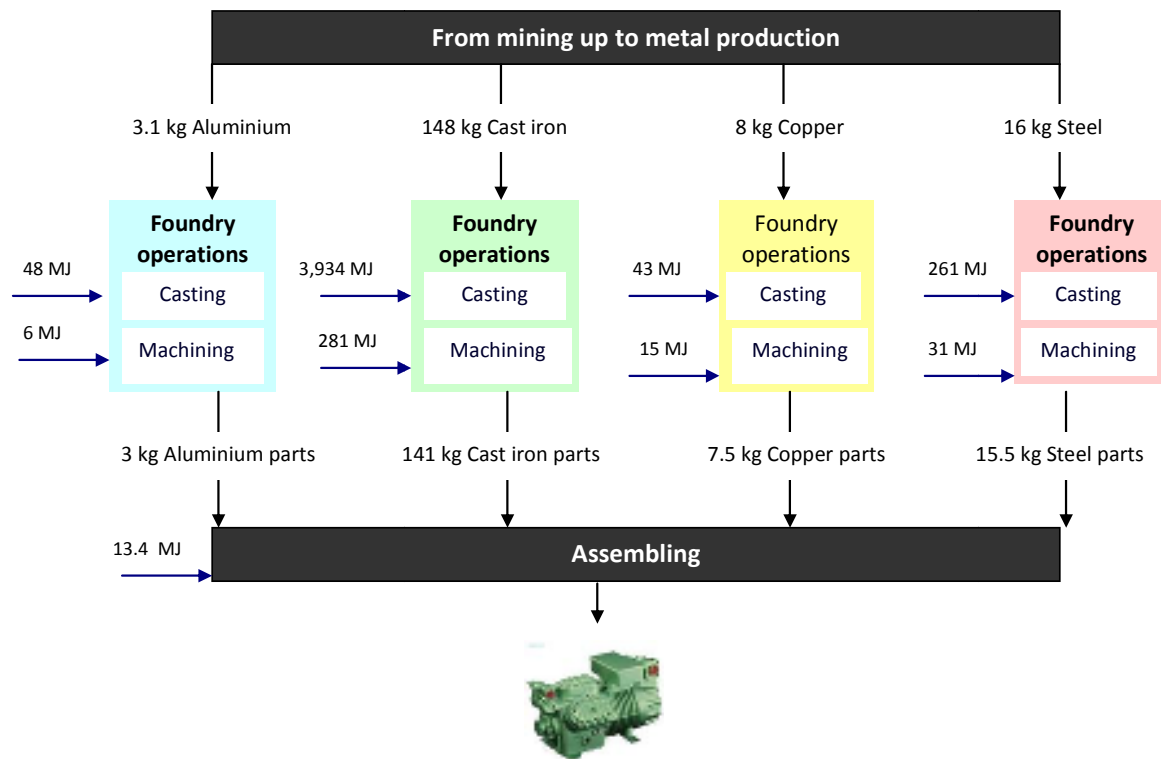 From mining up to metal production
3.1 kg Aluminium
148 kg Cast iron
8 kg Copper
16 kg Steel
Foundry
operations
Foundry
operations
Foundry
operations
Foundry
operations
48 MJ
Casting
3,934 MJ
Casting
43 MJ
Casting
261 MJ
Casting
6 MJ
Machining
281 MJ
Machining
15 MJ
Machining
31 MJ
Machining
3 kg Aluminium parts
141 kg Cast iron parts
7.5 kg Copper parts
15.5 kg Steel parts
13.4 MJ
Assembling